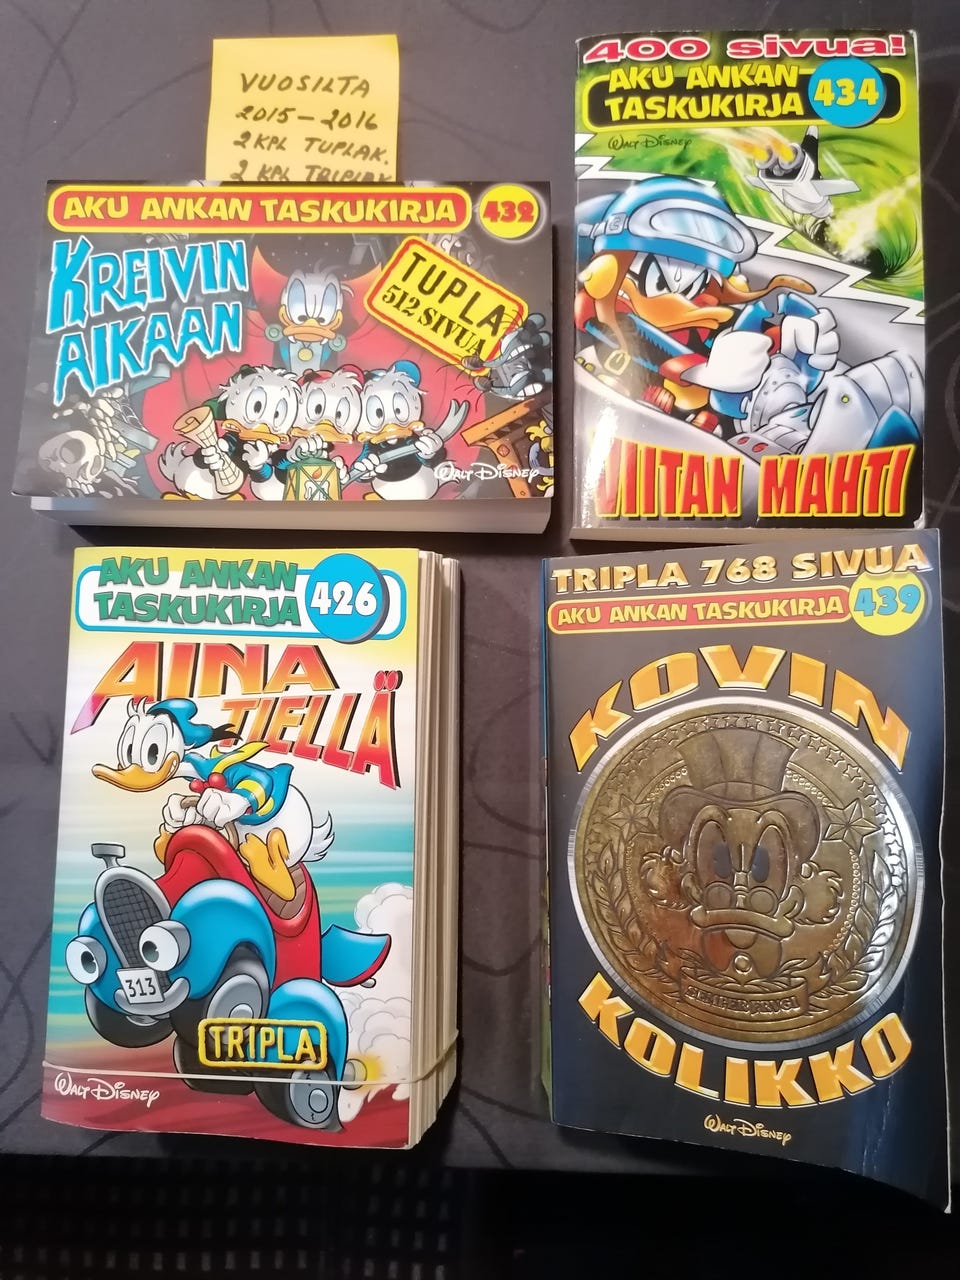 VUOSILTA
2015-2016
2 KPL TUPLAK.
2 KPL TRIPLAK
AKU ANKAN TASKUKIRJA 432
KREIVIN
AIKAAN
TUPLA
512 SIVUA
WALT DISNEY
400 sivua!
AKU ANKAN
TASKUKIRJA 434
WALT DISNEY
VIITAN MAHTI
AKU ANKAN
TASKUKIRJA 426
AINA
TIELLÄ
313
TRIPLA
WALT DISNEY
TRIPLA 768 SIVUA
AKU ANKAN TASKUKIRJA 439
KOVIN
SEMPER FRUGI
KOLIKKO
WALT DISNEY